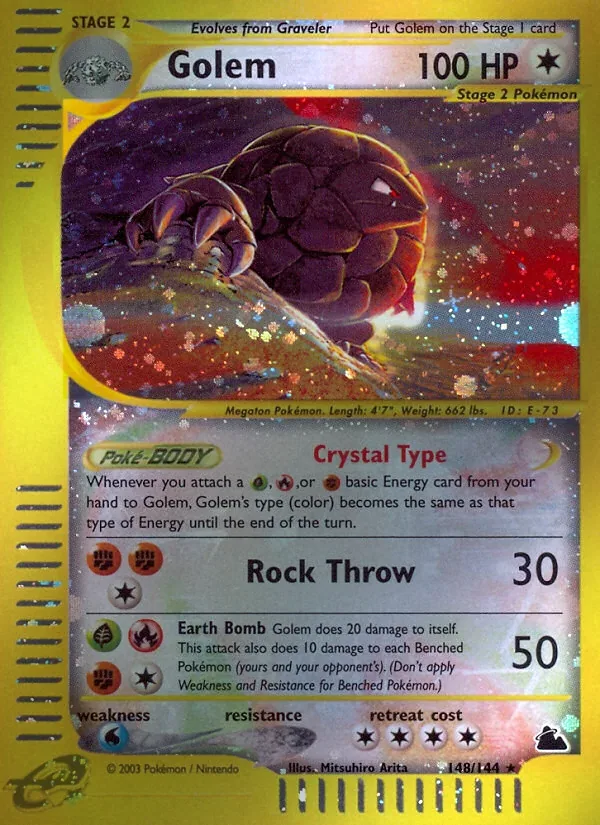 STAGE 2
Evolves from Graveler
Put Golem on the Stage 1 card
Golem
100 HP
Stage 2 Pokémon
Megaton Pokémon. Length: 4'7", Weight: 662 lbs. ID: E-73
Poké-BODY
Crystal Type
Whenever you attach a , ,or basic Energy card from your
hand to Golem, Golem's type (color) becomes the same as that
type of Energy until the end of the turn.
Rock Throw
30
Earth Bomb Golem does 20 damage to itself.
This attack also does 10 damage to each Benched
Pokémon (yours and your opponent's). (Don't apply
Weakness and Resistance for Benched Pokémon.)
50
weakness
resistance
retreat cost
© 2003 Pokémon / Nintendo
Illus. Mitsuhiro Arita
148/144 ★